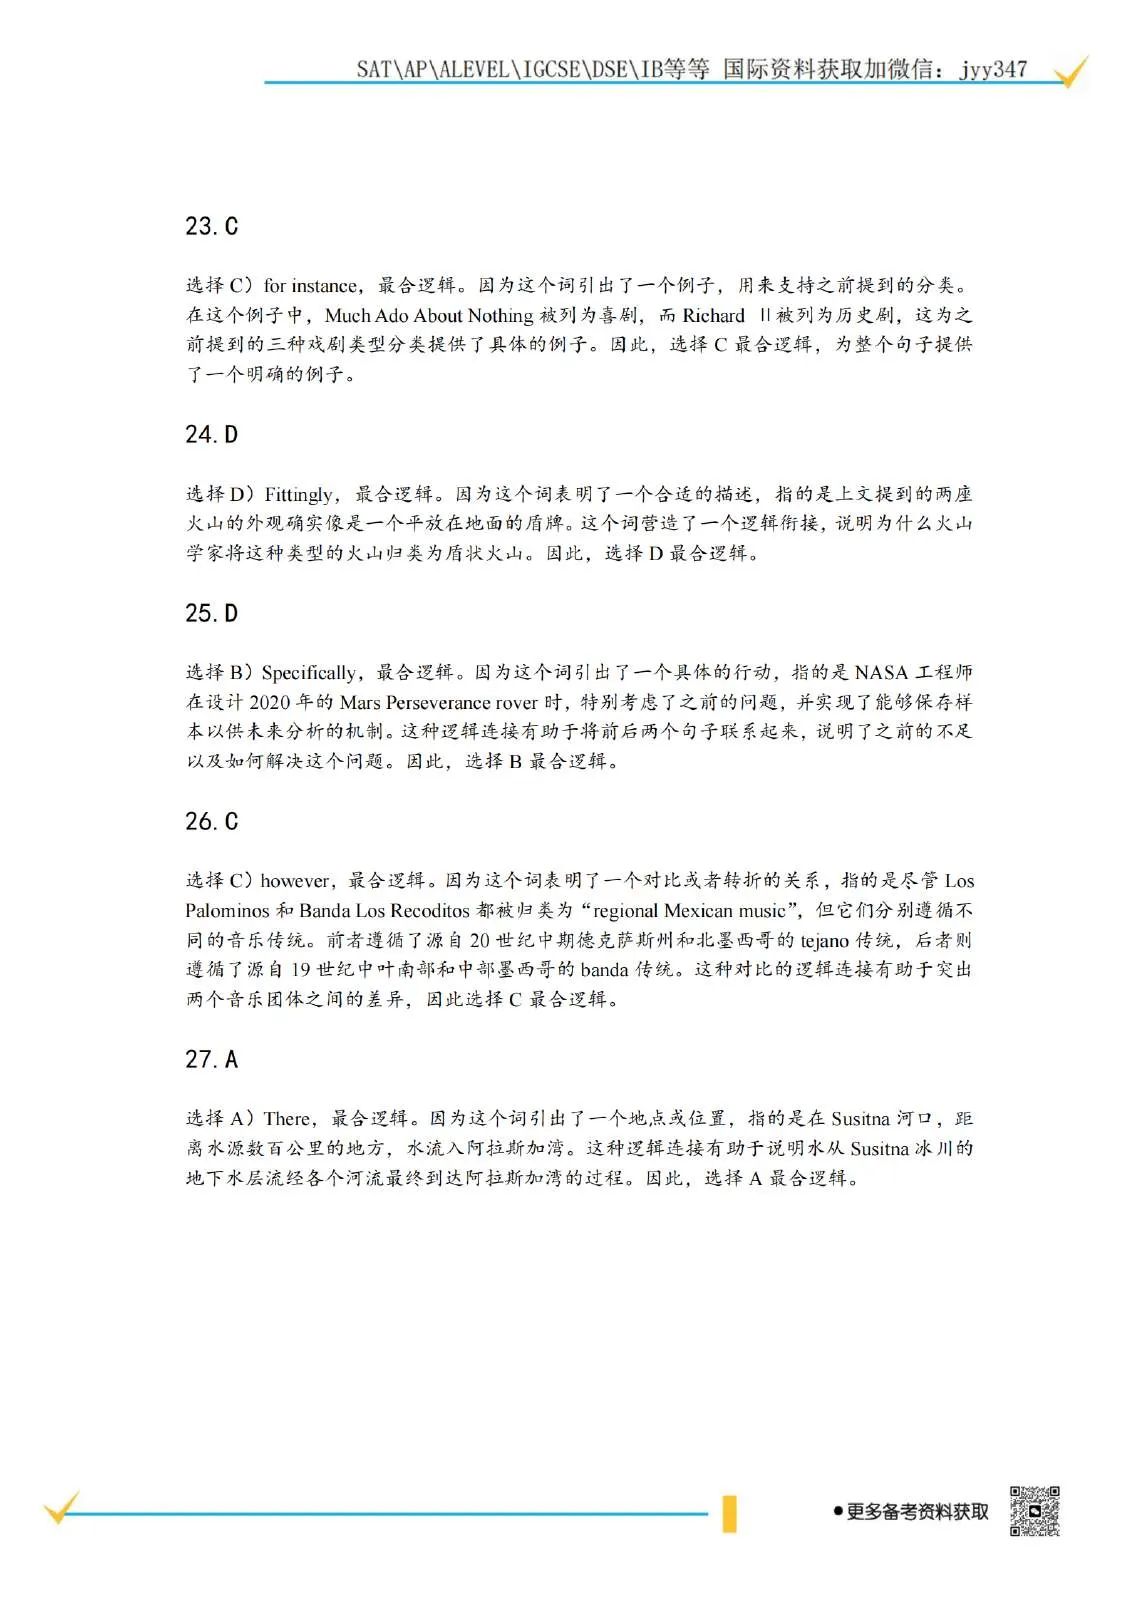 SAT\AP\ALEVEL\IGCSE\DSE\IB等等 国际资料获取加微信：jyy347
23. C
选择 C）for instance，最合逻辑。因为这个词引出了一个例子，用来支持之前提到的分类。
在这个例子中，Much Ado About Nothing 被列为喜剧，而 Richard Ⅱ被列为历史剧，这为之
前提到的三种戏剧类型分类提供了具体的例子。因此，选择 C 最合逻辑，为整个句子提供
了一个明确的例子。
24. D
选择 D）Fittingly，最合逻辑。因为这个词表明了一个合适的描述，指的是上文提到的两座
火山的外观确实像是一个平放在地面的盾牌。这个词营造了一个逻辑衔接，说明为什么火山
学家将这种类型的火山归类为盾状火山。因此，选择 D 最合逻辑。
25. D
选择 B）Specifically，最合逻辑。因为这个词引出了一个具体的行动，指的是 NASA 工程师
在设计 2020 年的 Mars Perseverance rover 时，特别考虑了之前的问题，并实现了能够保存样
本以供未来分析的机制。这种逻辑连接有助于将前后两个句子联系起来，说明了之前的不足
以及如何解决这个问题。因此，选择 B 最合逻辑。
26. C
选择 C）however，最合逻辑。因为这个词表明了一个对比或者转折的关系，指的是尽管 Los
Palominos 和 Banda Los Recoditos 都被归类为“regional Mexican music”，但它们分别遵循不
同的音乐传统。前者遵循了源自 20 世纪中期德克萨斯州和北墨西哥的 tejano 传统，后者则
遵循了源自 19 世纪中叶南部和中部墨西哥的 banda 传统。这种对比的逻辑连接有助于突出
两个音乐团体之间的差异，因此选择 C 最合逻辑。
27. A
选择 A）There，最合逻辑。因为这个词引出了一个地点或位置，指的是在 Susitna 河口，距
离水源数百公里的地方，水流入阿拉斯加湾。这种逻辑连接有助于说明水从 Susitna 冰川的
地下水层流经各个河流最终到达阿拉斯加湾的过程。因此，选择 A 最合逻辑。
●更多备考资料获取